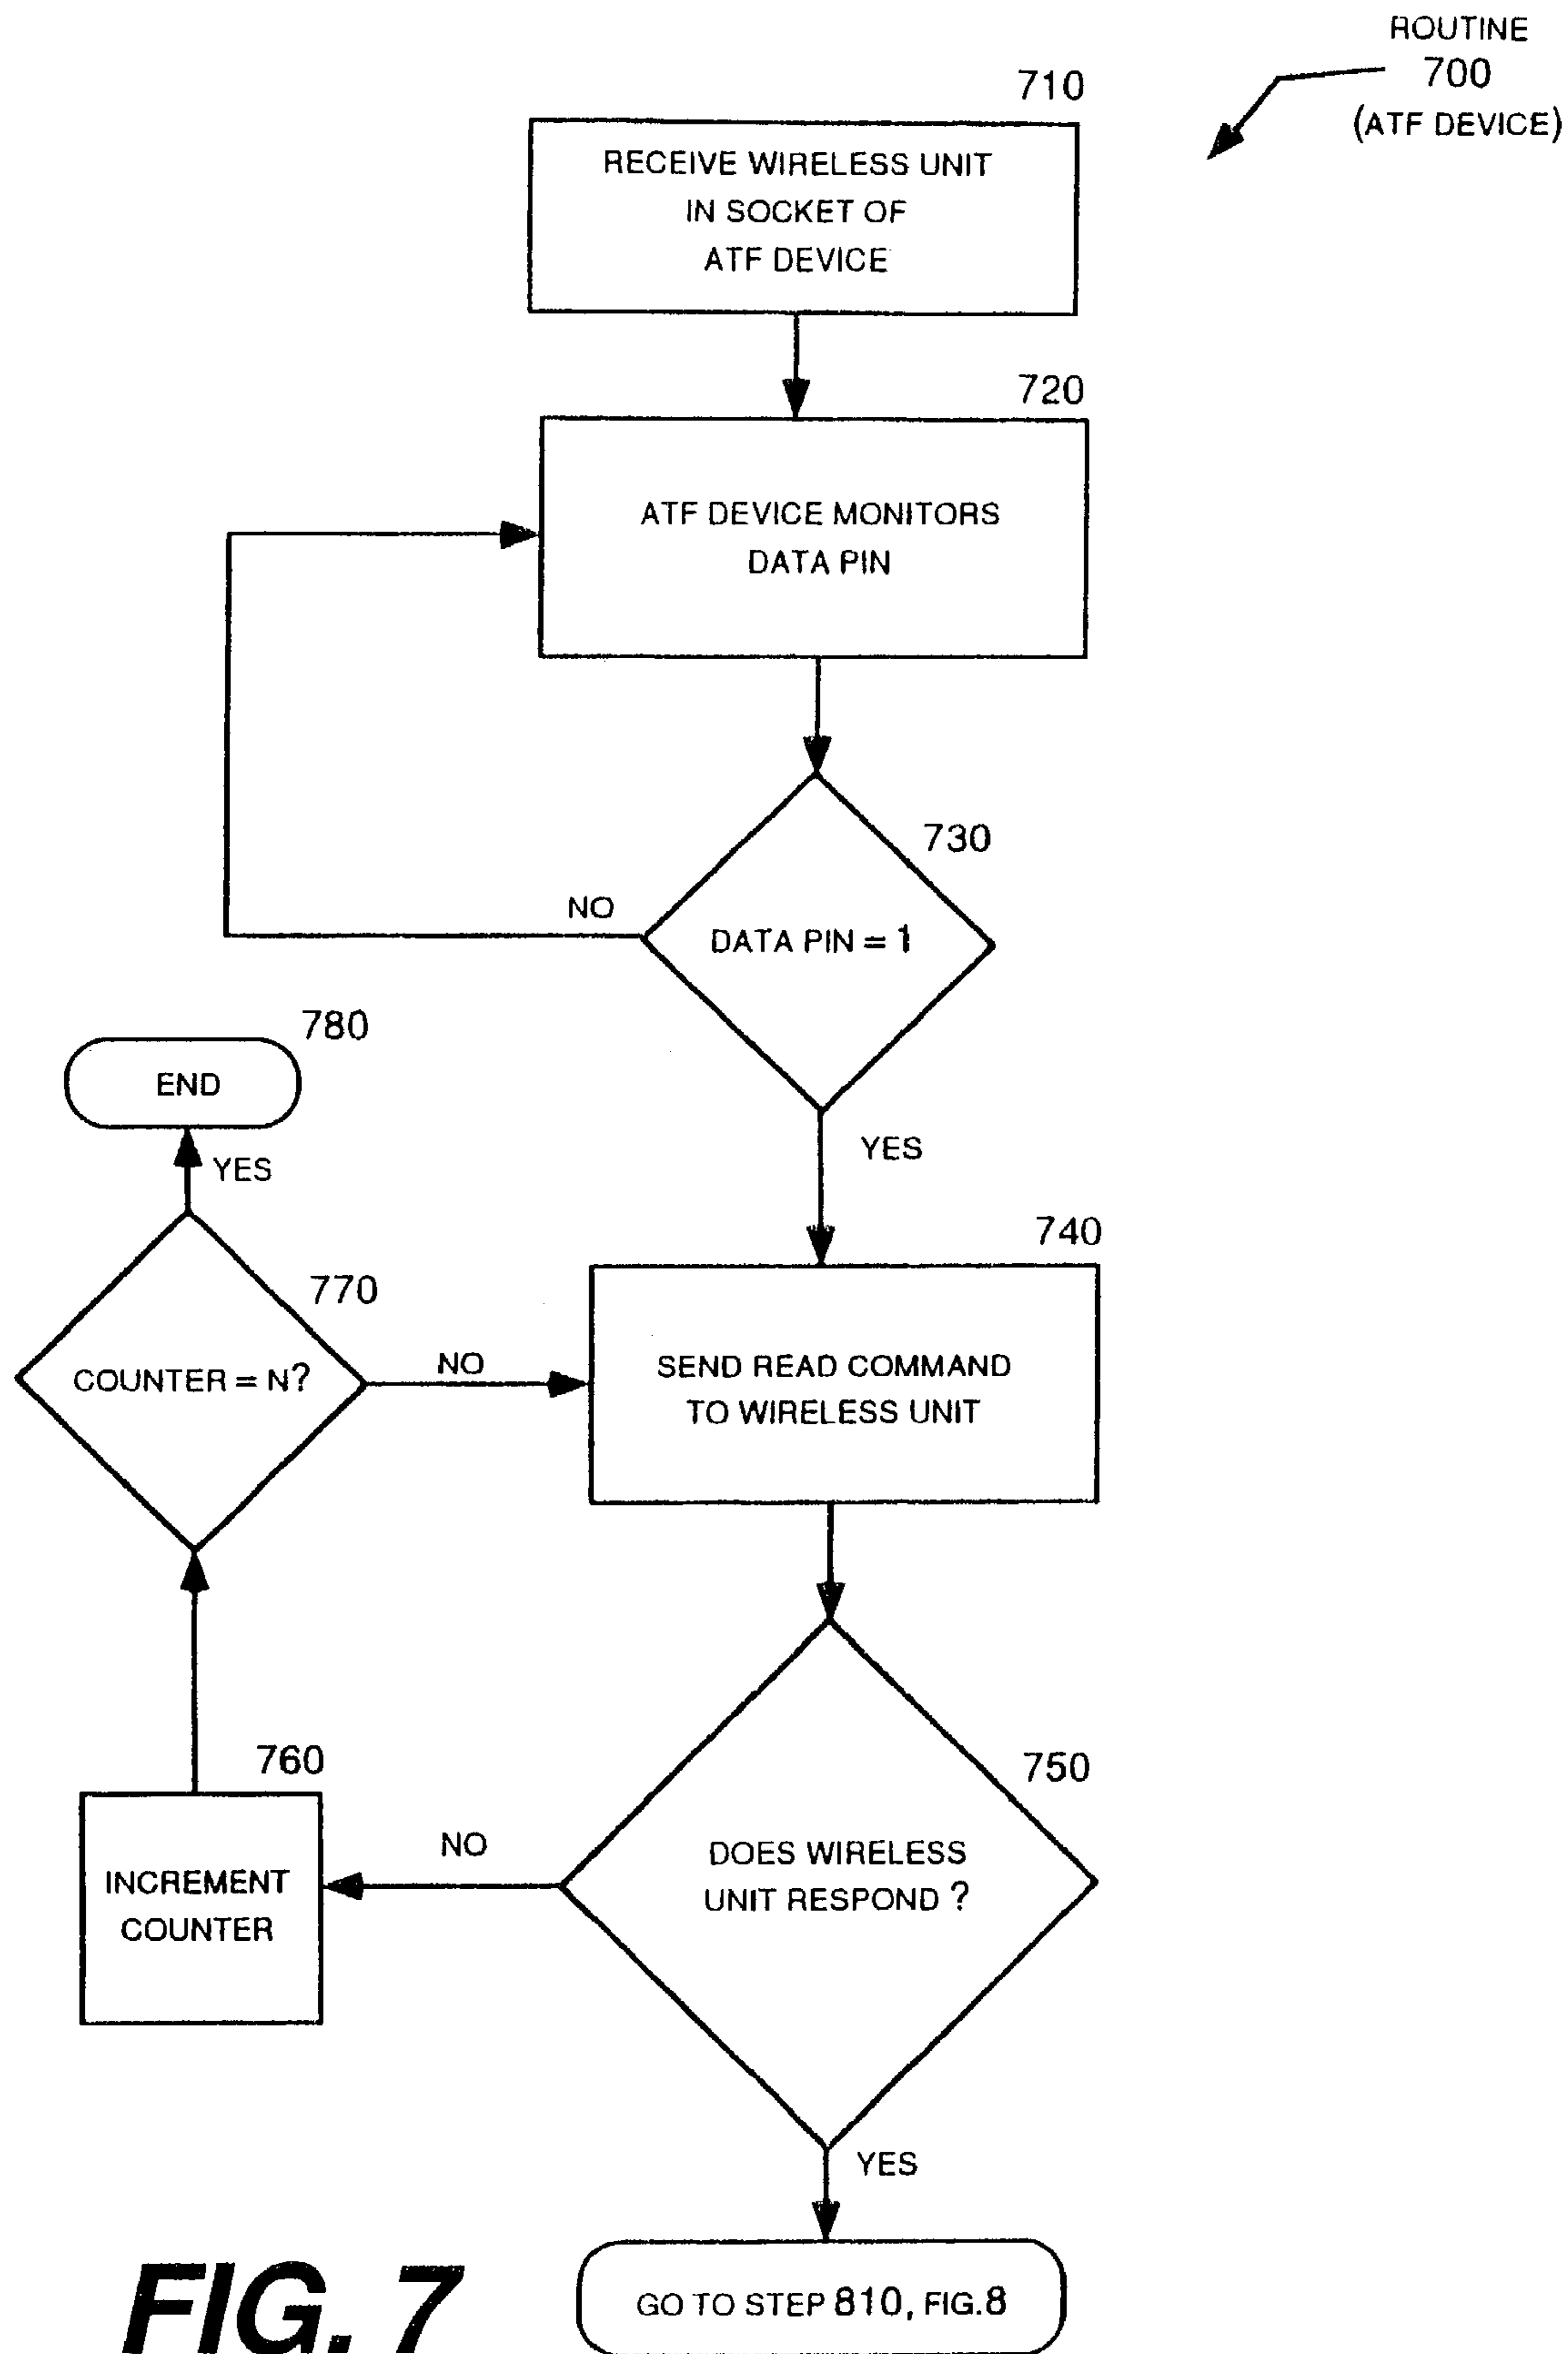 ROUTINE
700
(ATF DEVICE)
710
RECEIVE WIRELESS UNIT
IN SOCKET OF
ATF DEVICE
720
ATF DEVICE MONITORS
DATA PIN
730
NO
DATA PIN = 1
780
END
YES
YES
740
770
COUNTER = N?
NO
SEND READ COMMAND
TO WIRELESS UNIT
760
750
NO
INCREMENT
COUNTER
DOES WIRELESS
UNIT RESPOND ?
YES
GO TO STEP 810, FIG.8
FIG. 7